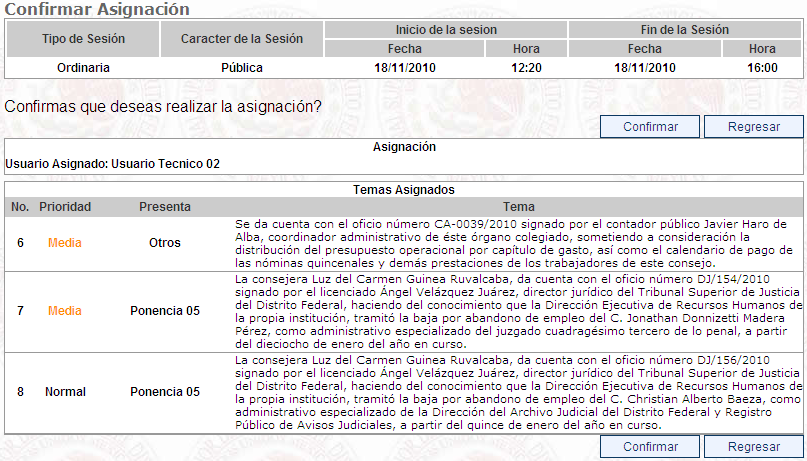 Confirmar Asignación
Tipo de Sesión Caracter de la Sesión Inicio de la sesion Fin de la Sesión
Fecha Hora Fecha Hora
Ordinaria Pública 18/11/2010 12:20 18/11/2010 16:00
Confirmas que deseas realizar la asignación?
Confirmar Regresar
Asignación
Usuario Asignado: Usuario Tecnico 02
Temas Asignados
No. Prioridad Presenta Tema
6 Media Otros
Se da cuenta con el oficio número CA-0039/2010 signado por el contador público Javier Haro de
Alba, coordinador administrativo de éste órgano colegiado, sometiendo a consideración la
distribución del presupuesto operacional por capítulo de gasto, así como el calendario de pago de
las nóminas quincenales y demás prestaciones de los trabajadores de este consejo.
7 Media Ponencia 05
La consejera Luz del Carmen Guinea Ruvalcaba, da cuenta con el oficio número DJ/154/2010
signado por el licenciado Ángel Velázquez Juárez, director jurídico del Tribunal Superior de Justicia
del Distrito Federal, haciendo del conocimiento que la Dirección Ejecutiva de Recursos Humanos de
la propia institución, tramitó la baja por abandono de empleo del C. Jonathan Donnizetti Madera
Pérez, como administrativo especializado del juzgado cuadragésimo tercero de lo penal, a partir
del dieciocho de enero del año en curso.
8 Normal Ponencia 05
La consejera Luz del Carmen Guinea Ruvalcaba, da cuenta con el oficio número DJ/156/2010
signado por el licenciado Ángel Velázquez Juárez, director jurídico del Tribunal Superior de Justicia
del Distrito Federal, haciendo del conocimiento que la Dirección Ejecutiva de Recursos Humanos de
la propia institución, tramitó la baja por abandono de empleo del C. Christian Alberto Baeza, como
administrativo especializado de la Dirección del Archivo Judicial del Distrito Federal y Registro
Público de Avisos Judiciales, a partir del quince de enero del año en curso.
Confirmar Regresar